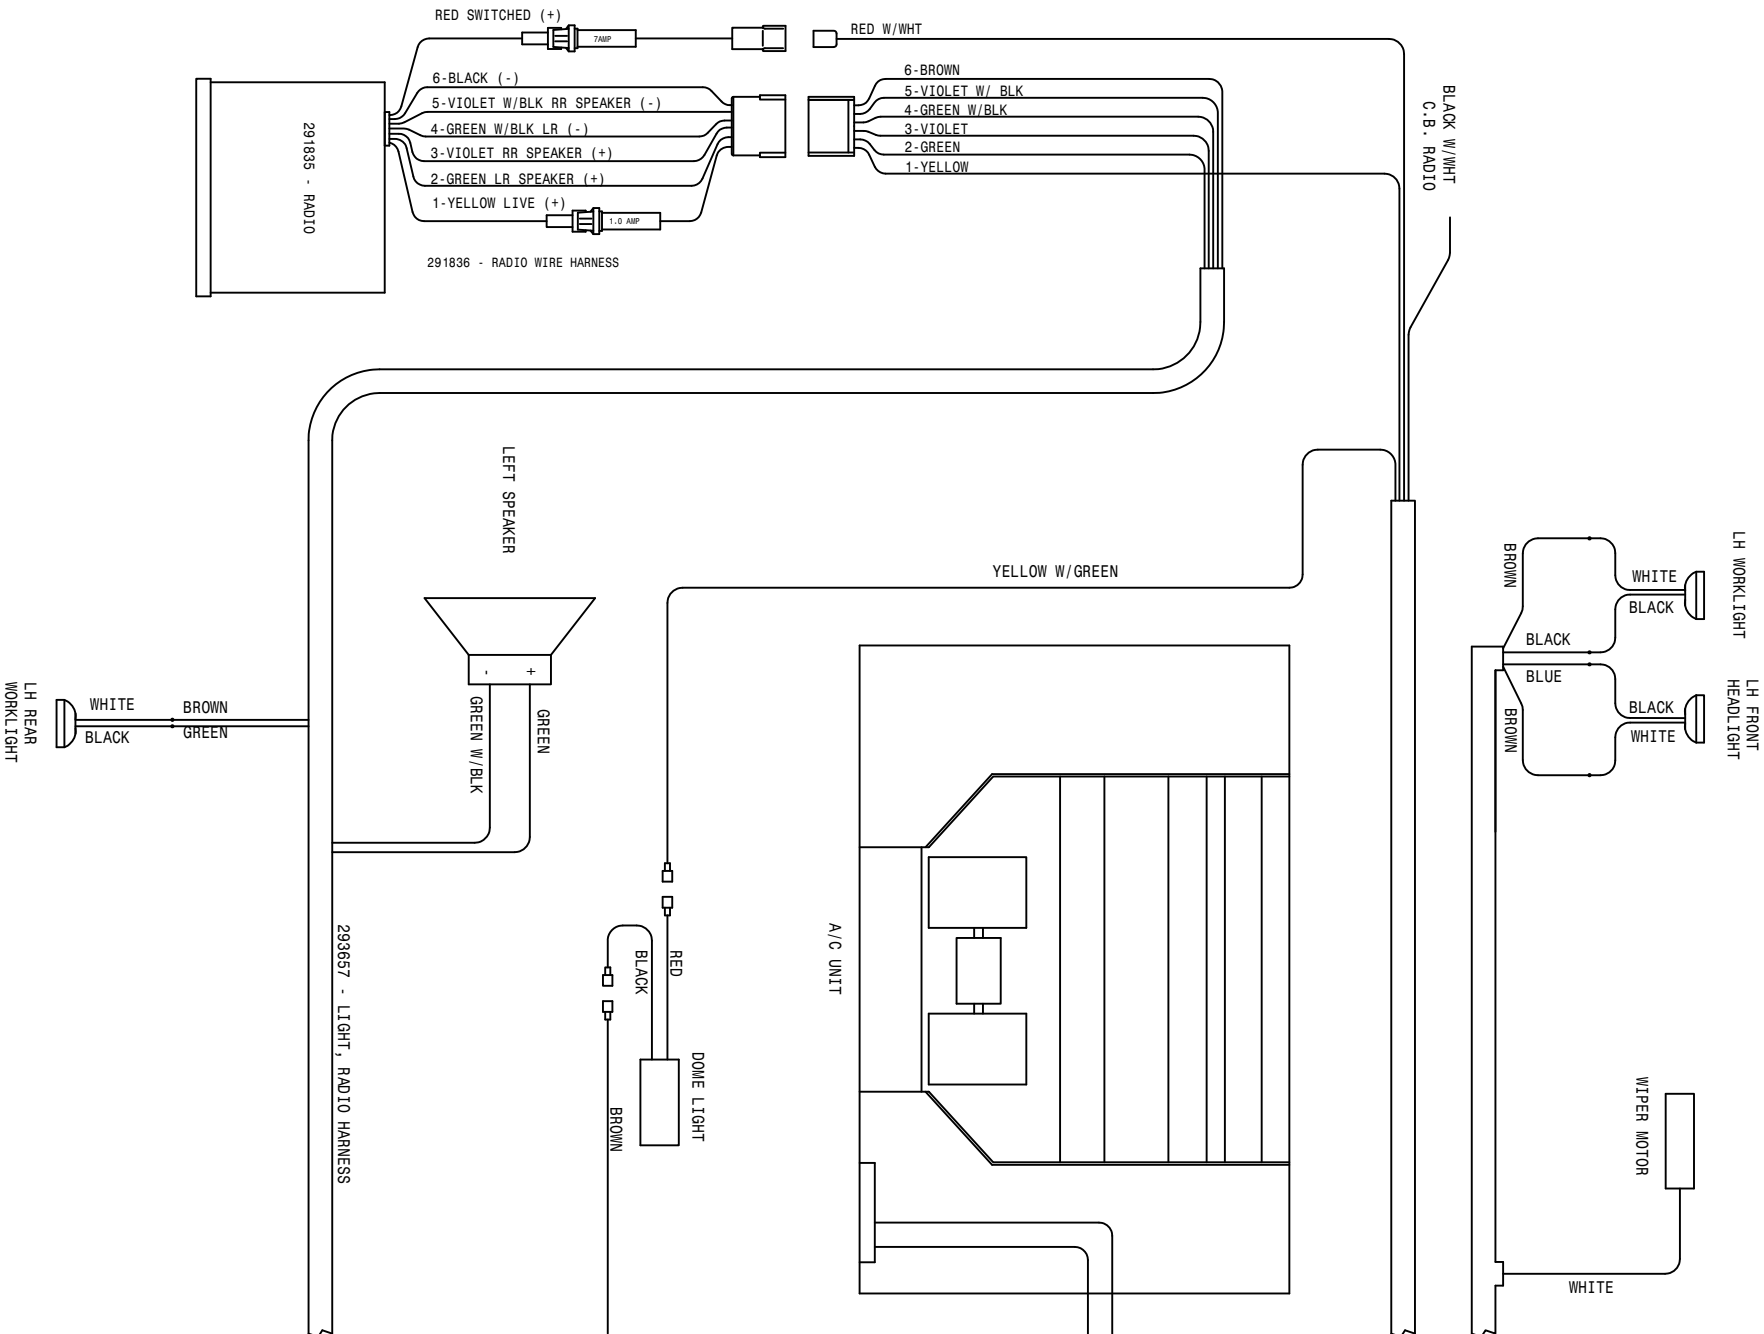 RED SWITCHED (+)
7AMP
RED W/WHT
6-BLACK (-)
5-VIOLET W/BLK RR SPEAKER (-)
4-GREEN W/BLK LR (-)
3-VIOLET RR SPEAKER (+)
2-GREEN LR SPEAKER (+)
1-YELLOW LIVE (+)
1.0 AMP
291836 - RADIO WIRE HARNESS
291835 - RADIO
6-BROWN
5-VIOLET W/ BLK
4-GREEN W/BLK
3-VIOLET
2-GREEN
1-YELLOW
BLACK W/WHT
C.B. RADIO
LEFT SPEAKER
- +
GREEN W/BLK
GREEN
YELLOW W/GREEN
LH WORKLIGHT
BROWN
WHITE
BLACK
BLACK
BLUE
BROWN
BLACK
WHITE
LH FRONT
HEADLIGHT
LH REAR
WORKLIGHT
WHITE
BLACK
BROWN
GREEN
293657 - LIGHT, RADIO HARNESS
RED
BLACK
BROWN
DOME LIGHT
A/C UNIT
WIPER MOTOR
WHITE